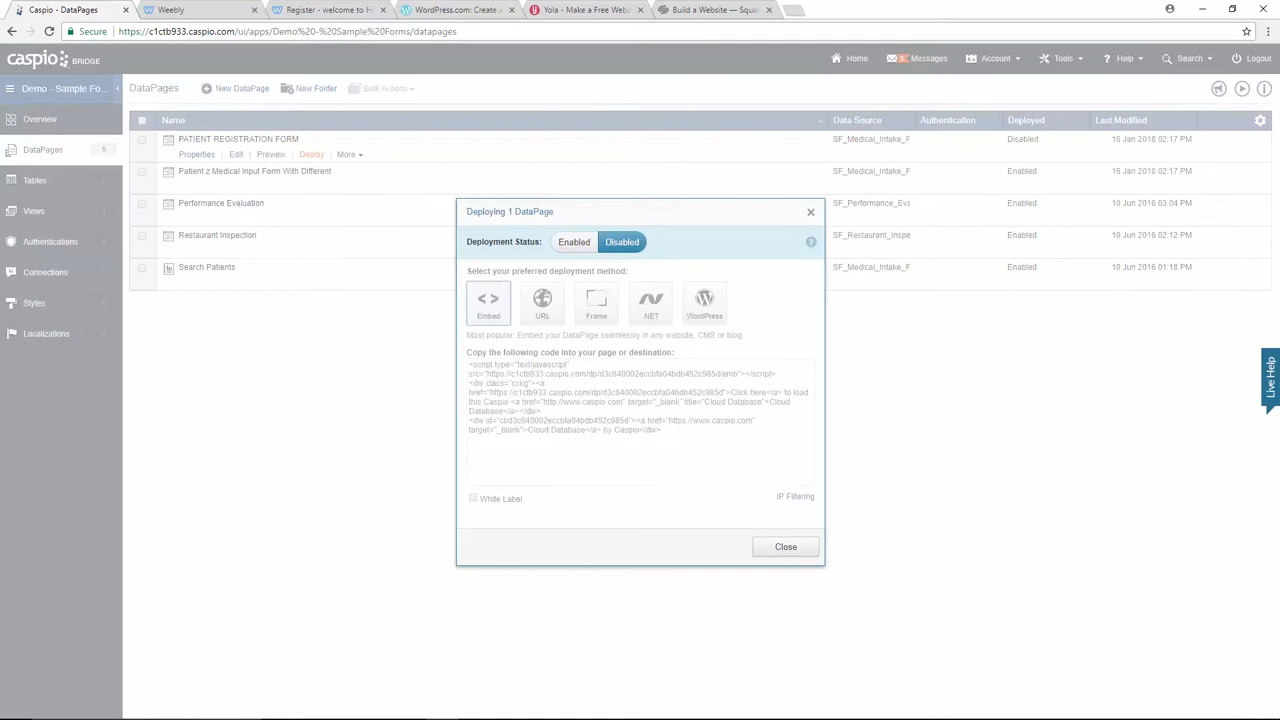 Caspio - DataPages
Weebly
Register - welcome to H
WordPress.com: Create a
Yola - Make a Free Webs
Build a Website — Squa
Secure
https://c1ctb933.caspio.com/ui/apps/Demo%20-%20Sample%20Forms/datapages
caspio BRIDGE
Home
Messages
Account
Tools
Help
Search
Logout
Demo - Sample Fo...
DataPages
New DataPage
New Folder
Bulk Actions
Overview
DataPages 5
Tables
Views
Authentications
Connections
Styles
Localizations
Name Data Source Authentication Deployed Last Modified
PATIENT REGISTRATION FORM SF_Medical_Intake_F Disabled 16 Jan 2018 02:17 PM
Properties | Edit | Preview | Deploy | More
Patient z Medical Input Form With Different SF_Medical_Intake_F Enabled 16 Jan 2018 02:17 PM
Performance Evaluation SF_Performance_Eva Enabled 10 Jun 2016 03:04 PM
Restaurant Inspection SF_Restaurant_Inspe Enabled 10 Jun 2016 02:12 PM
Search Patients SF_Medical_Intake_F Enabled 10 Jun 2016 01:18 PM
Deploying 1 DataPage
Deployment Status: Enabled Disabled
Select your preferred deployment method:
<> Embed
URL
Frame
.NET
WordPress
Most popular. Embed your DataPage seamlessly in any website, CMS or blog.
Copy the following code into your page or destination:
<script type="text/javascript"
src="https://c1ctb933.caspio.com/dp/d3c640002eccbfa04bdb452c985d/emb"></script>
<div class="cxkg"><a
href="https://c1ctb933.caspio.com/dp/d3c640002eccbfa04bdb452c985d">Click here</a> to load
this Caspio <a href="http://www.caspio.com" target="_blank" title="Cloud Database">Cloud
Database</a></div>
<div id="cbd3c640002eccbfa04bdb452c985d"><a href="https://www.caspio.com"
target="_blank">Cloud Database</a> by Caspio</div>
White Label
IP Filtering
Close
Live Help